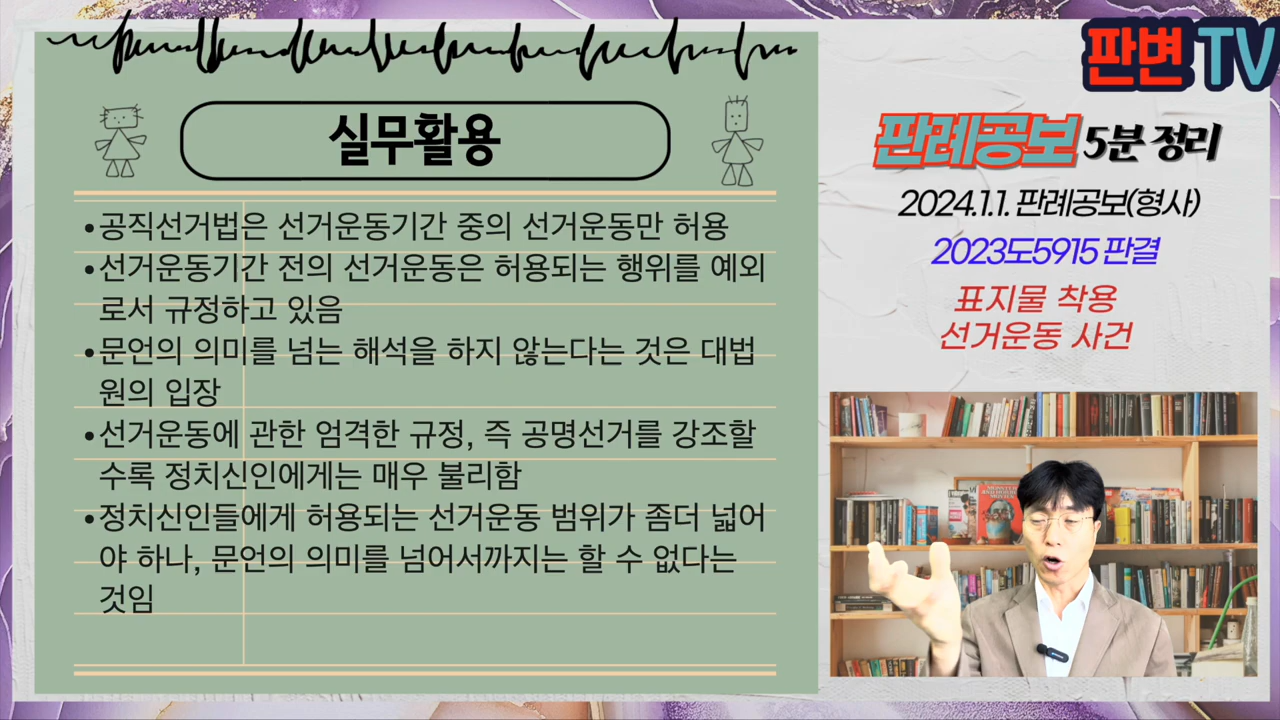 판변 TV
실무활용
•공직선거법은 선거운동기간 중의 선거운동만 허용
•선거운동기간 전의 선거운동은 허용되는 행위를 예외
로서 규정하고 있음
•문언의 의미를 넘는 해석을 하지 않는다는 것은 대법
원의 입장
•선거운동에 관한 엄격한 규정, 즉 공명선거를 강조할
수록 정치신인에게는 매우 불리함
•정치신인들에게 허용되는 선거운동 범위가 좀더 넓어
야 하나, 문언의 의미를 넘어서까지는 할 수 없다는
것임
판례공보 5분 정리
2024.1.1. 판례공보(형사)
2023도5915 판결
표지물 착용
선거운동 사건